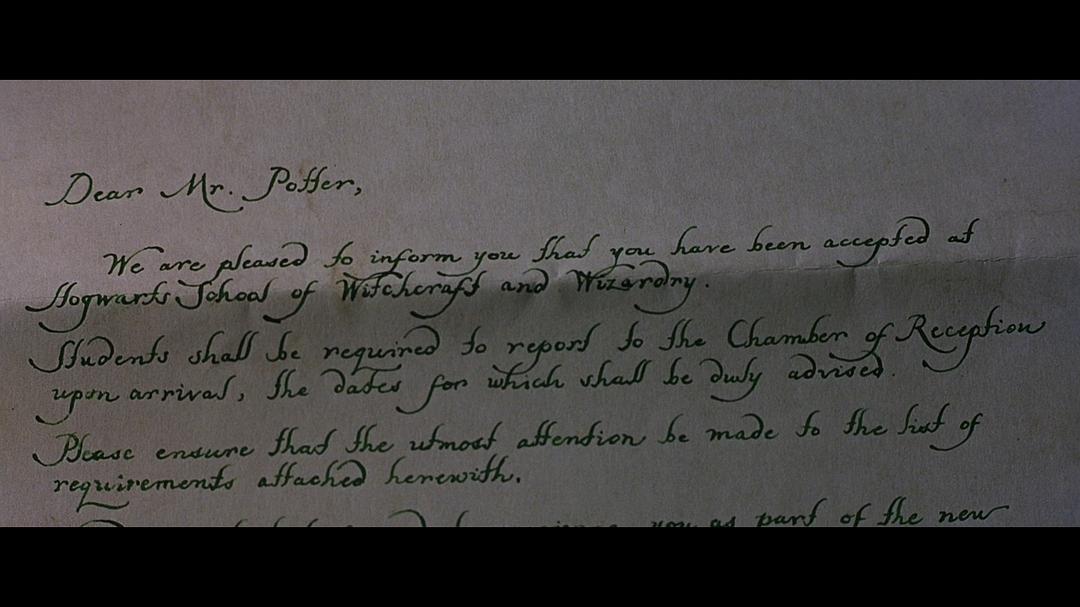 Dear Mr. Potter,
We are pleased to inform you that you have been accepted at
Hogwarts School of Witchcraft and Wizardry.
Students shall be required to report to the Chamber of Reception
upon arrival, the dates for which shall be duly advised.
Please ensure that the utmost attention be made to the list of
requirements attached herewith.
you as part of the new